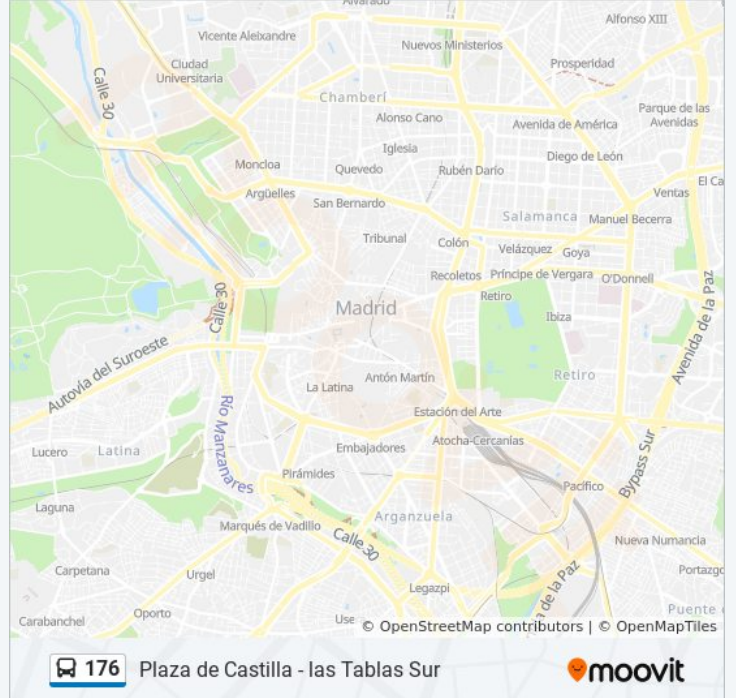 Alvarado
Alfonso XIII
Vicente Aleixandre
Nuevos Ministerios
Ciudad
Universitaria
Prosperidad
Calle 30
Chamberí
Parque de las
Avenidas
Alonso Cano
Avenida de América
Iglesia
Diego de León
Moncloa
Quevedo
Rubén Darío
El Ca
Argüelles
Ventas
San Bernardo
Salamanca
Manuel Becerra
Tribunal
Colón
Velázquez
Goya
Recoletos
Príncipe de Vergara
O'Donnell
Calle 30
Retiro
Madrid
Ibiza
Avenida de la Paz
Autovía del Suroeste
Retiro
Antón Martín
La Latina
Río Manzanares
Estación del Arte
Atocha-Cercanías
Embajadores
Lucero
Latina
Bypass Sur
Pirámides
Pacífico
Laguna
Arganzuela
Marqués de Vadillo
Calle 30
Nueva Numancia
Carpetana
Urgel
Portazgo
Legazpi
a de la Paz
Oporto
Puente
Carabanchel
Use
© OpenStreetMap contributors | © OpenMapTiles
176 Plaza de Castilla - las Tablas Sur
moovit